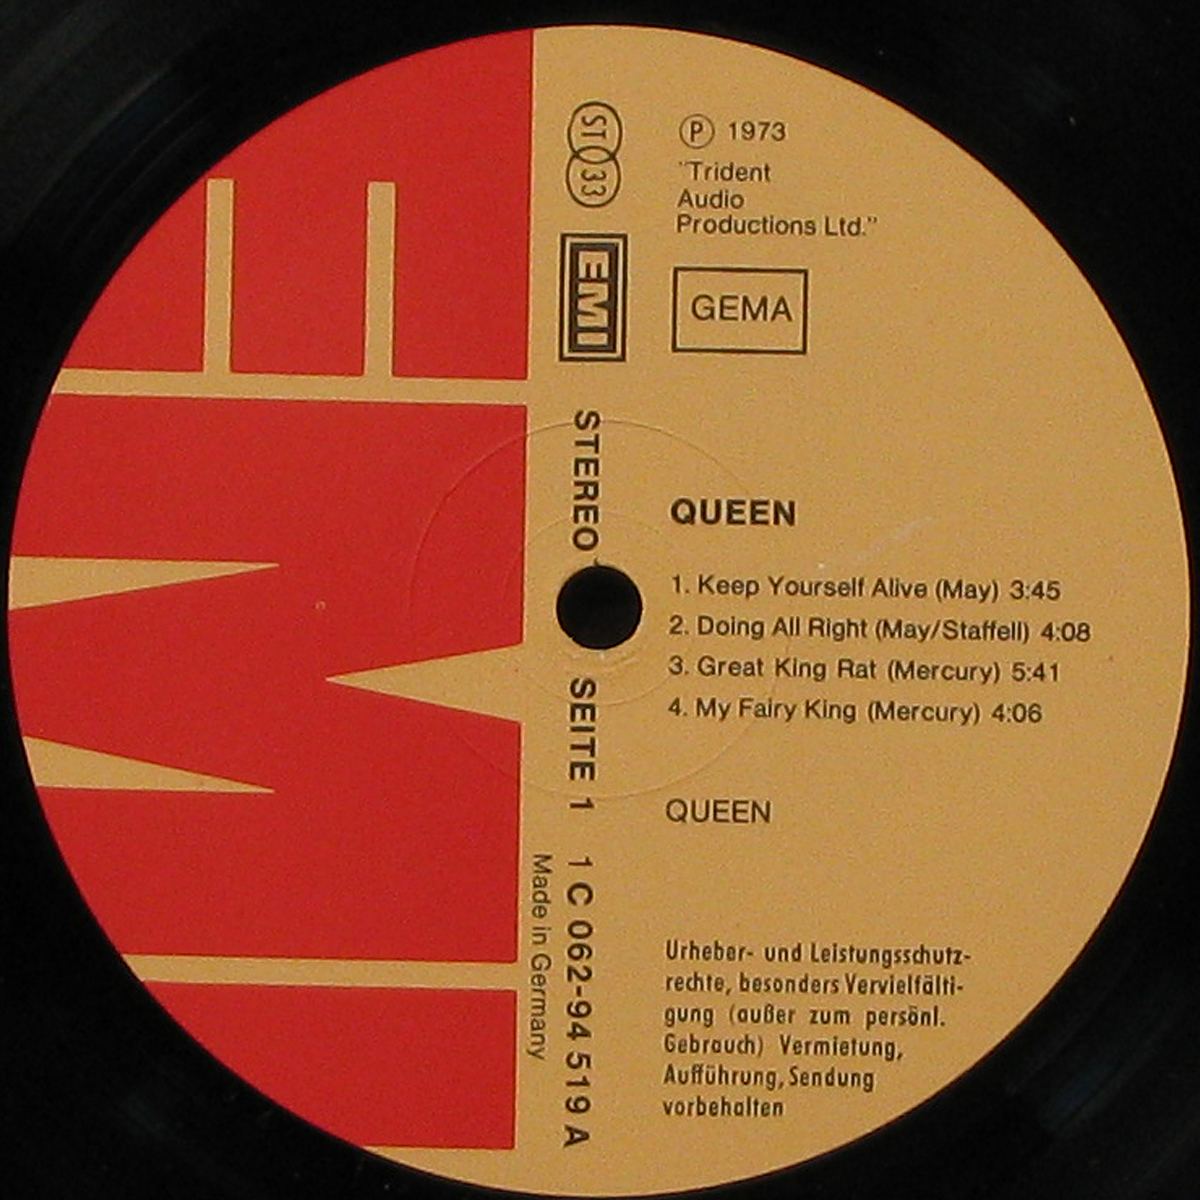 ST 33
EMI
STEREO
SEITE 1
1 C 062-94 519 A
Made in Germany
Ⓟ 1973
"Trident
Audio
Productions Ltd."
GEMA
QUEEN
1. Keep Yourself Alive (May) 3:45
2. Doing All Right (May/Staffell) 4:08
3. Great King Rat (Mercury) 5:41
4. My Fairy King (Mercury) 4:06
QUEEN
Urheber- und Leistungsschutz-
rechte, besonders Vervielfälti-
gung (außer zum persönl.
Gebrauch) Vermietung,
Aufführung, Sendung
vorbehalten
EMI